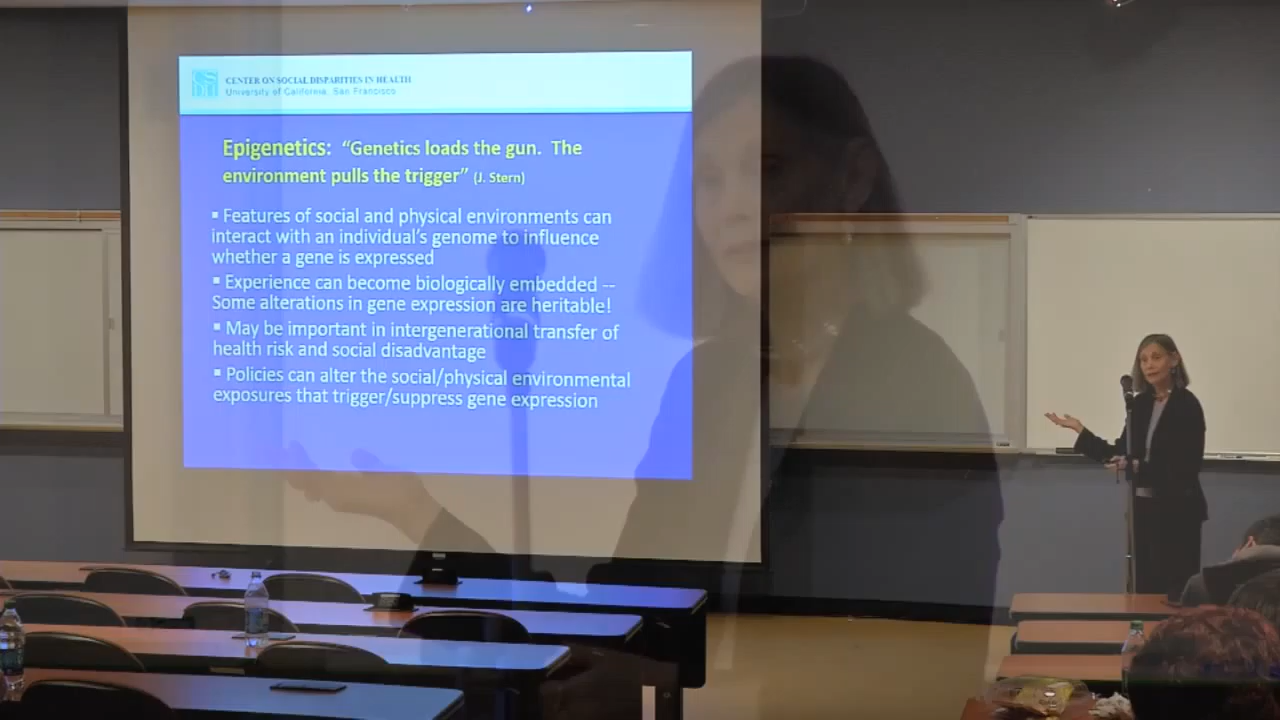 CSDH
CENTER ON SOCIAL DISPARITIES IN HEALTH
University of California, San Francisco
Epigenetics: “Genetics loads the gun. The
environment pulls the trigger” (J. Stern)
▪ Features of social and physical environments can
interact with an individual’s genome to influence
whether a gene is expressed
▪ Experience can become biologically embedded --
Some alterations in gene expression are heritable!
▪ May be important in intergenerational transfer of
health risk and social disadvantage
▪ Policies can alter the social/physical environmental
exposures that trigger/suppress gene expression